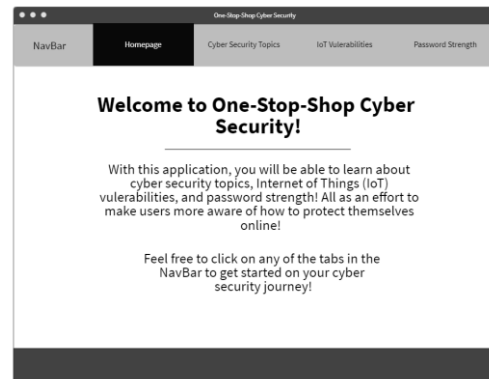 One-Stop-Shop Cyber Security
NavBar Homepage Cyber Security Topics IoT Vulerabilities Password Strength
Welcome to One-Stop-Shop Cyber
Security!
With this application, you will be able to learn about
cyber security topics, Internet of Things (IoT)
vulerabilities, and password strength! All as an effort to
make users more aware of how to protect themselves
online!
Feel free to click on any of the tabs in the
NavBar to get started on your cyber
security journey!